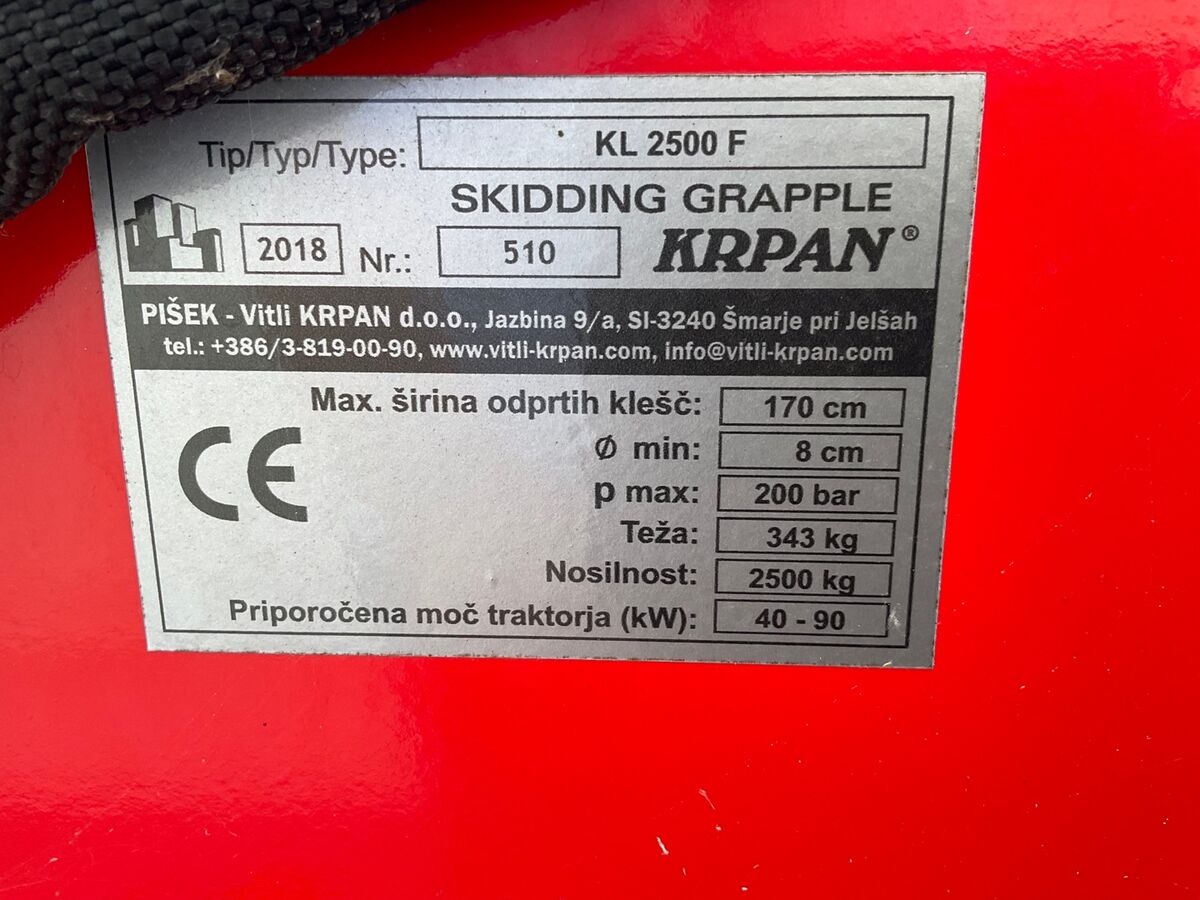 Tip/Typ/Type: KL 2500 F
SKIDDING GRAPPLE
2018 Nr.: 510 KRPAN®
PIŠEK - Vitli KRPAN d.o.o., Jazbina 9/a, SI-3240 Šmarje pri Jelšah
tel.: +386/3-819-00-90, www.vitli-krpan.com, info@vitli-krpan.com
Max. širina odprtih klešč: 170 cm
Ø min: 8 cm
p max: 200 bar
Teža: 343 kg
Nosilnost: 2500 kg
Priporočena moč traktorja (kW): 40 - 90
CE